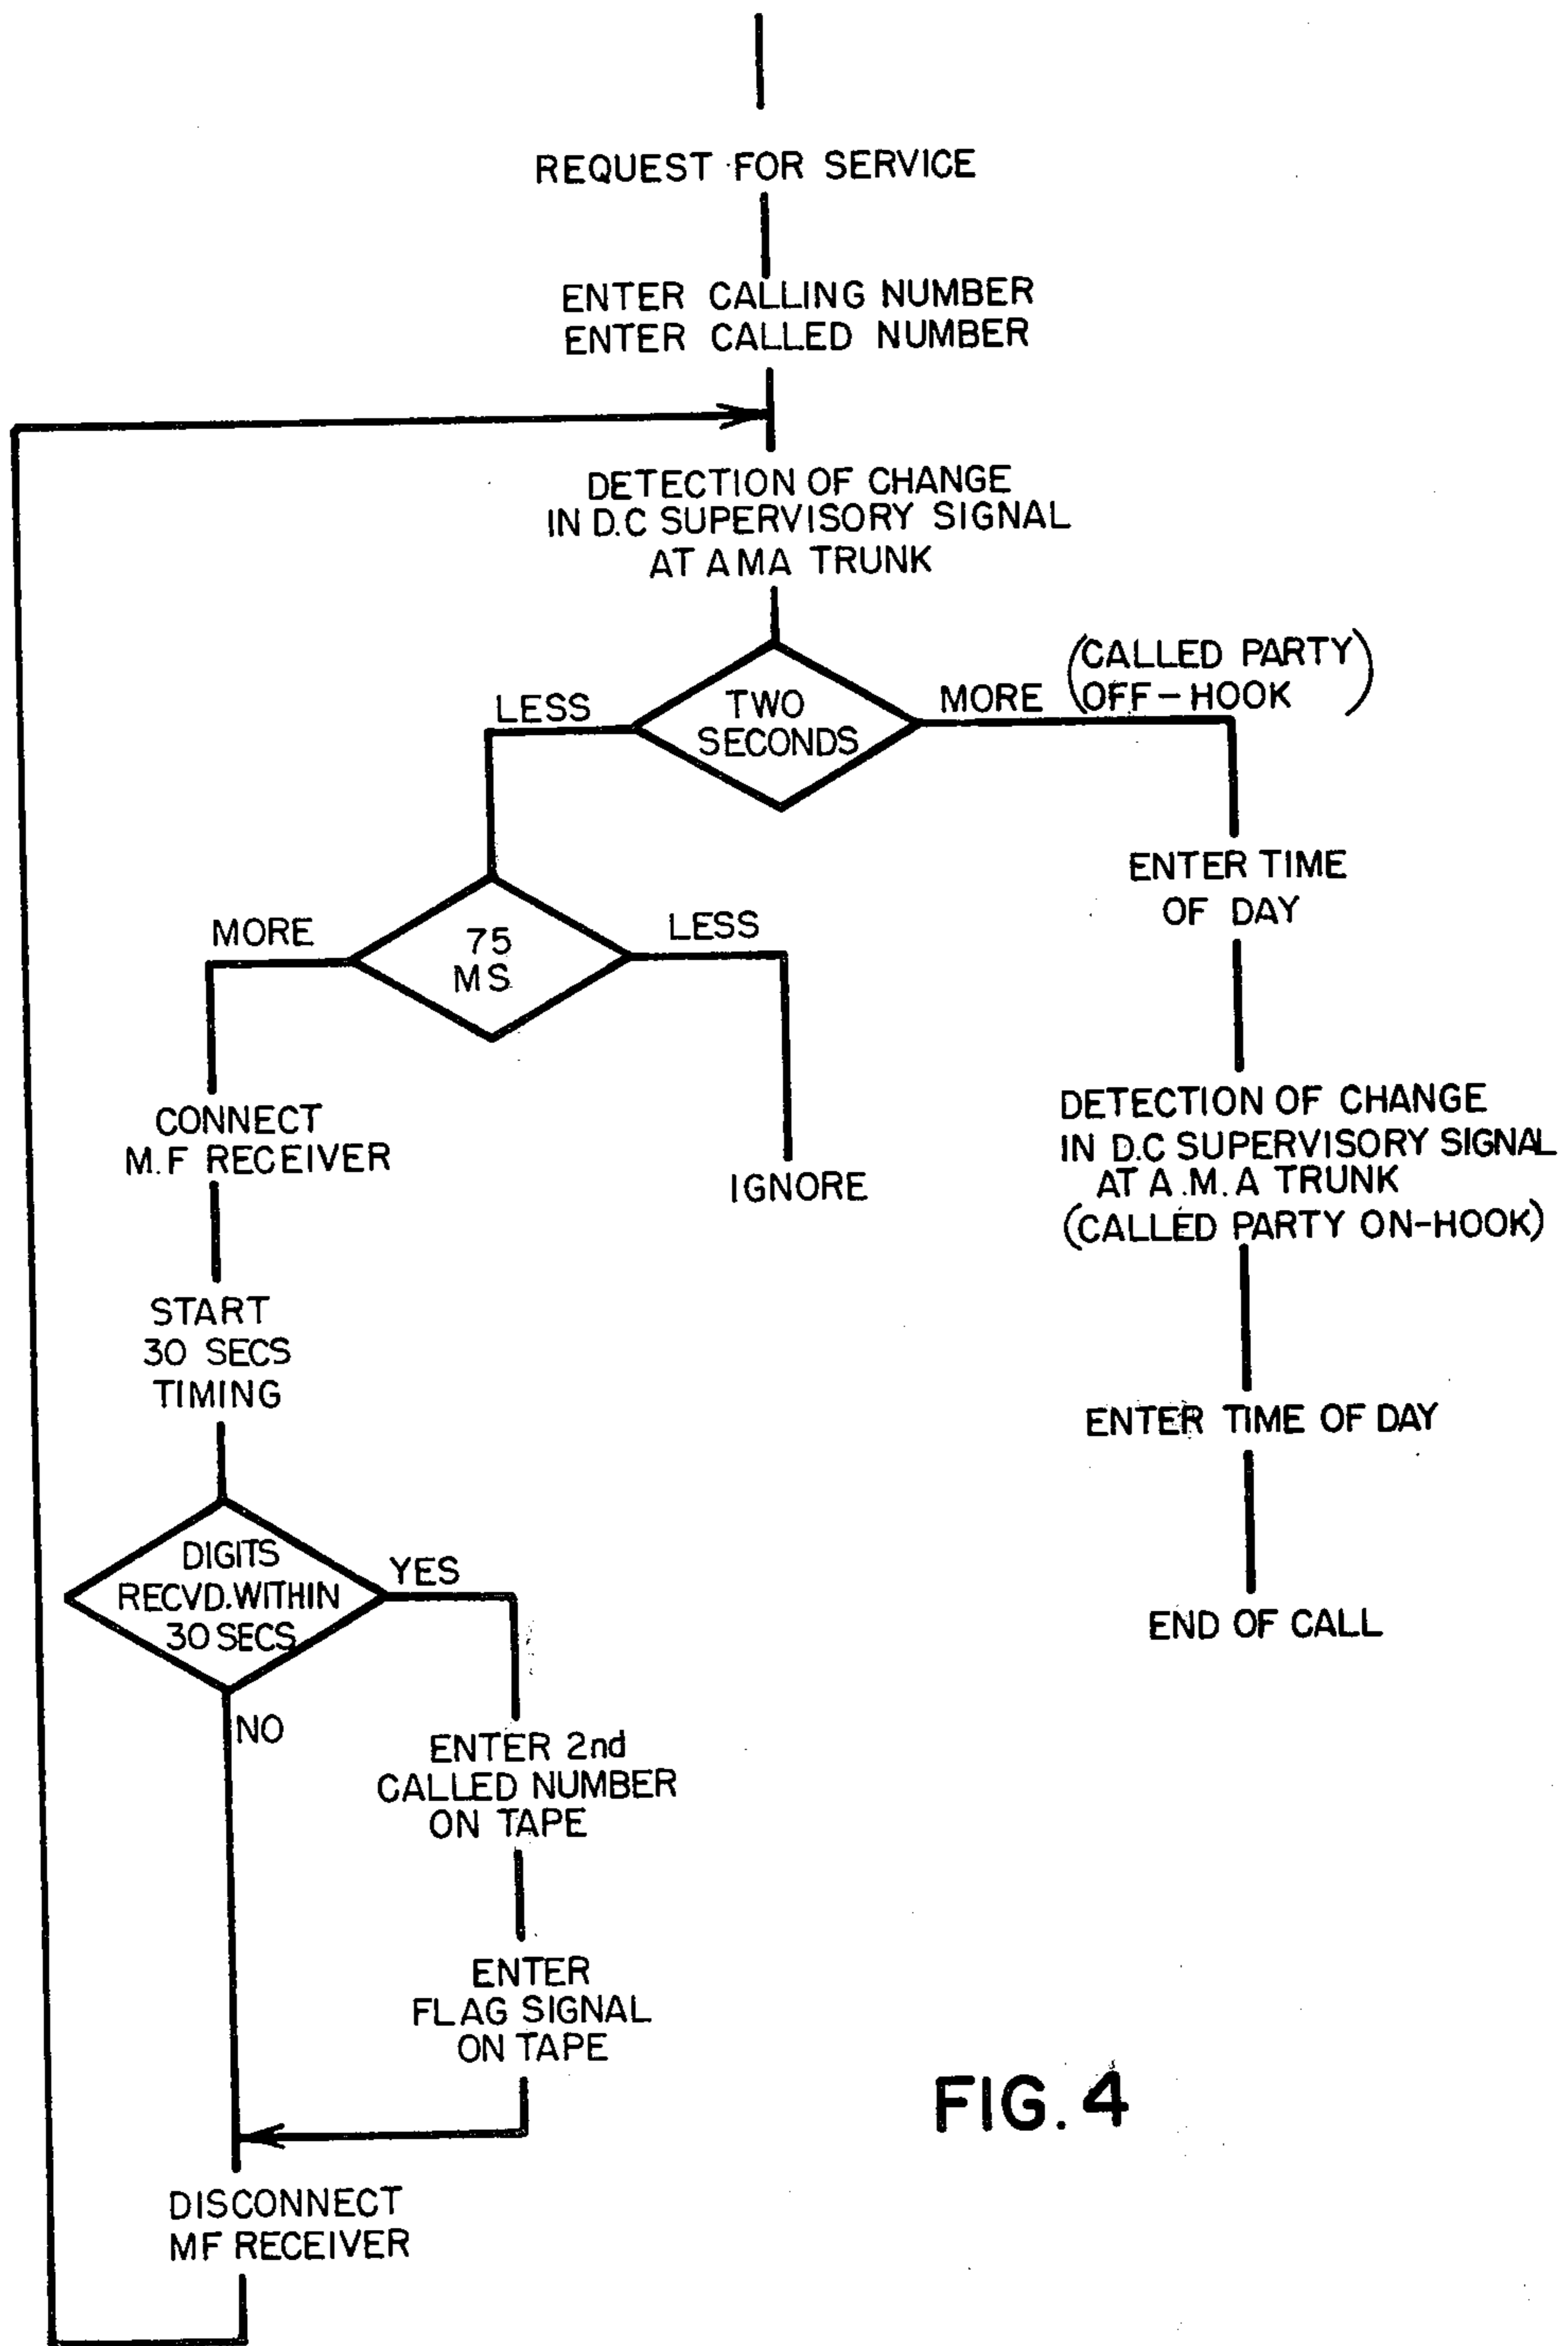 REQUEST FOR SERVICE
ENTER CALLING NUMBER
ENTER CALLED NUMBER
DETECTION OF CHANGE
IN D.C SUPERVISORY SIGNAL
AT AMA TRUNK
TWO
SECONDS
LESS
MORE
(CALLED PARTY
OFF-HOOK)
75
MS
MORE
LESS
ENTER TIME
OF DAY
CONNECT
M.F RECEIVER
IGNORE
DETECTION OF CHANGE
IN D.C SUPERVISORY SIGNAL
AT A.M.A TRUNK
(CALLED PARTY ON-HOOK)
START
30 SECS
TIMING
ENTER TIME OF DAY
DIGITS
RECVD. WITHIN
30 SECS
YES
NO
END OF CALL
ENTER 2nd
CALLED NUMBER
ON TAPE
ENTER
FLAG SIGNAL
ON TAPE
DISCONNECT
MF RECEIVER
FIG. 4